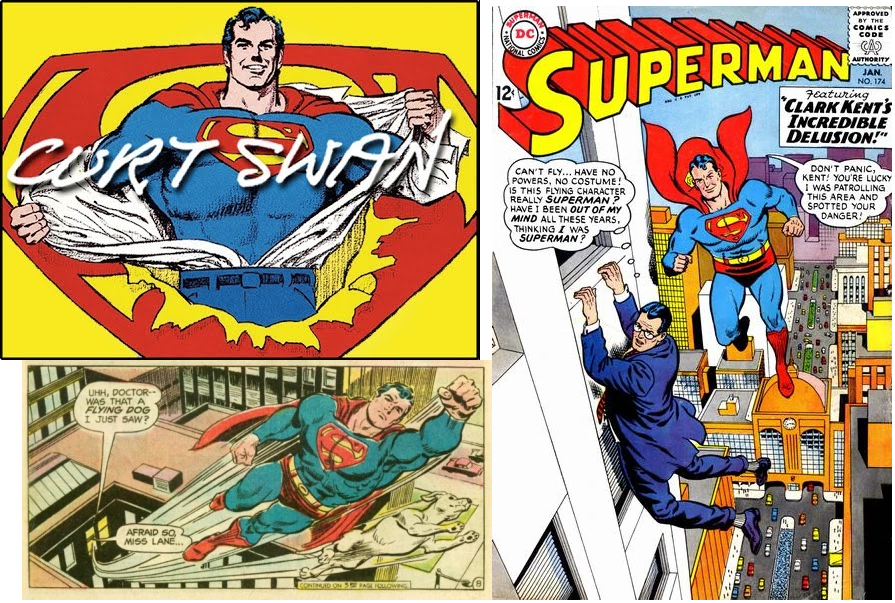 CURT SWAN
UHH, DOCTOR--
WAS THAT A
FLYING DOG
I JUST SAW?
AFRAID SO,
MISS LANE...
CONTINUED ON 3RD PAGE FOLLOWING.
8
SUPERMAN
DC
NATIONAL COMICS
12¢
SUPERMAN
APPROVED
BY THE
COMICS
CODE
CA
AUTHORITY
JAN.
NO. 174
Featuring
"CLARK KENT'S
INCREDIBLE
DELUSION!"
CAN'T FLY... HAVE NO
POWERS, NO COSTUME!
IS THIS FLYING CHARACTER
REALLY SUPERMAN?
HAVE I BEEN OUT OF MY
MIND ALL THESE YEARS,
THINKING I WAS
SUPERMAN?
DON'T PANIC,
KENT! YOU'RE LUCKY
I WAS PATROLLING
THIS AREA AND
SPOTTED YOUR
DANGER!